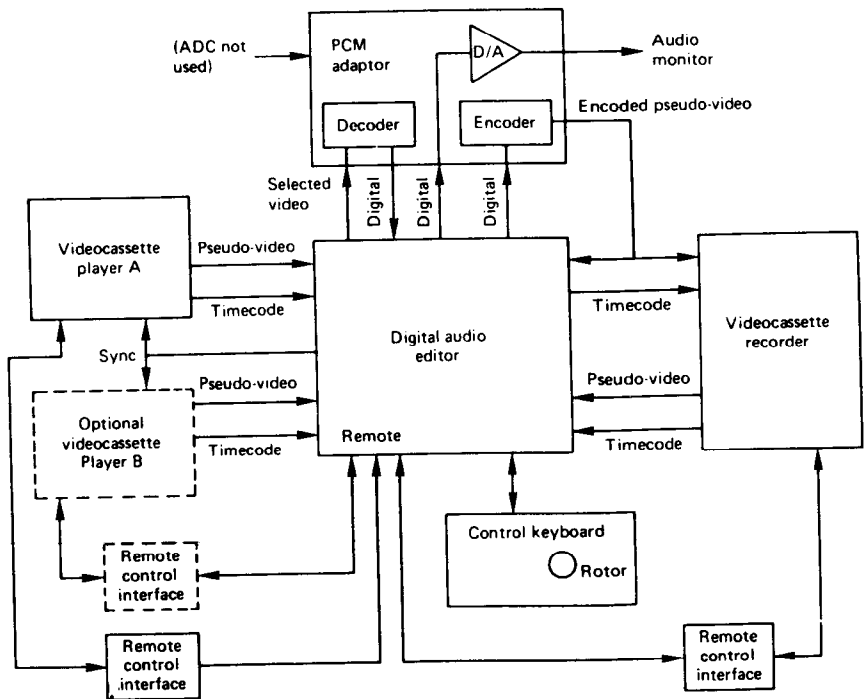 (ADC not
used)
PCM
adaptor
D/A
Audio
monitor
Decoder
Encoder
Encoded pseudo-video
Selected
video
Digital
Digital
Digital
Videocassette
player A
Pseudo-video
Timecode
Sync
Optional
videocassette
Player B
Pseudo-video
Timecode
Digital audio
editor
Remote
Timecode
Pseudo-video
Timecode
Videocassette
recorder
Control keyboard
Rotor
Remote
control
interface
Remote
control
interface
Remote
control
interface